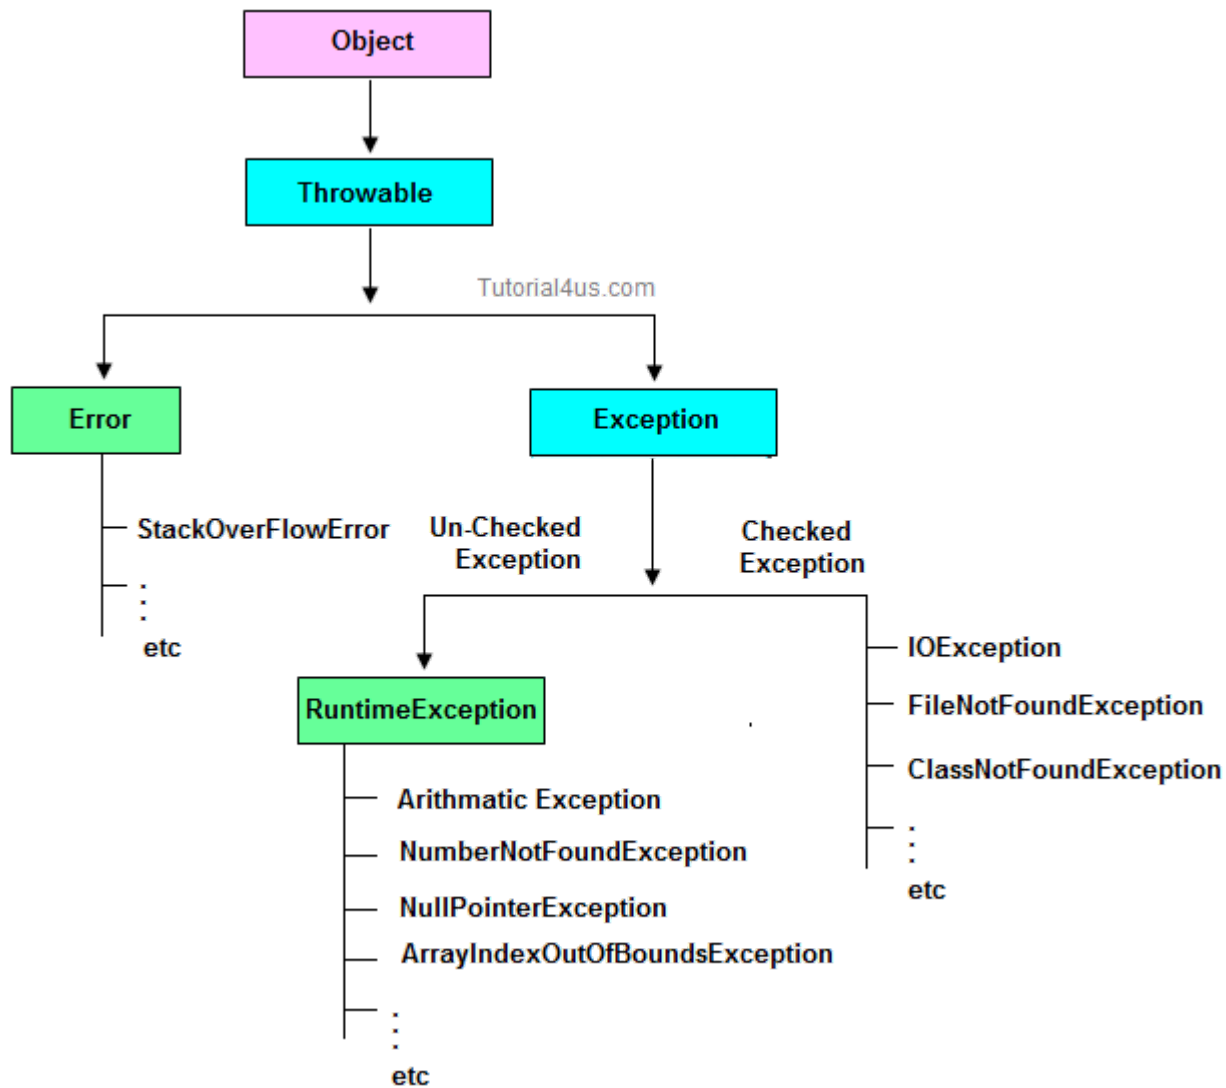 Object
Throwable
Tutorial4us.com
Error
Exception
StackOverFlowError
.
.
.
etc
Un-Checked
Exception
Checked
Exception
RuntimeException
Arithmatic Exception
NumberNotFoundException
NullPointerException
ArrayIndexOutOfBoundsException
.
.
.
etc
IOException
FileNotFoundException
ClassNotFoundException
.
.
.
etc